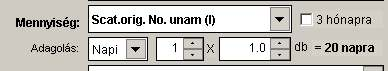 Mennyiség: Scat.orig. No. unam (I) 3 hónapra
Adagolás: Napi 1 X 1.0 db = 20 napra